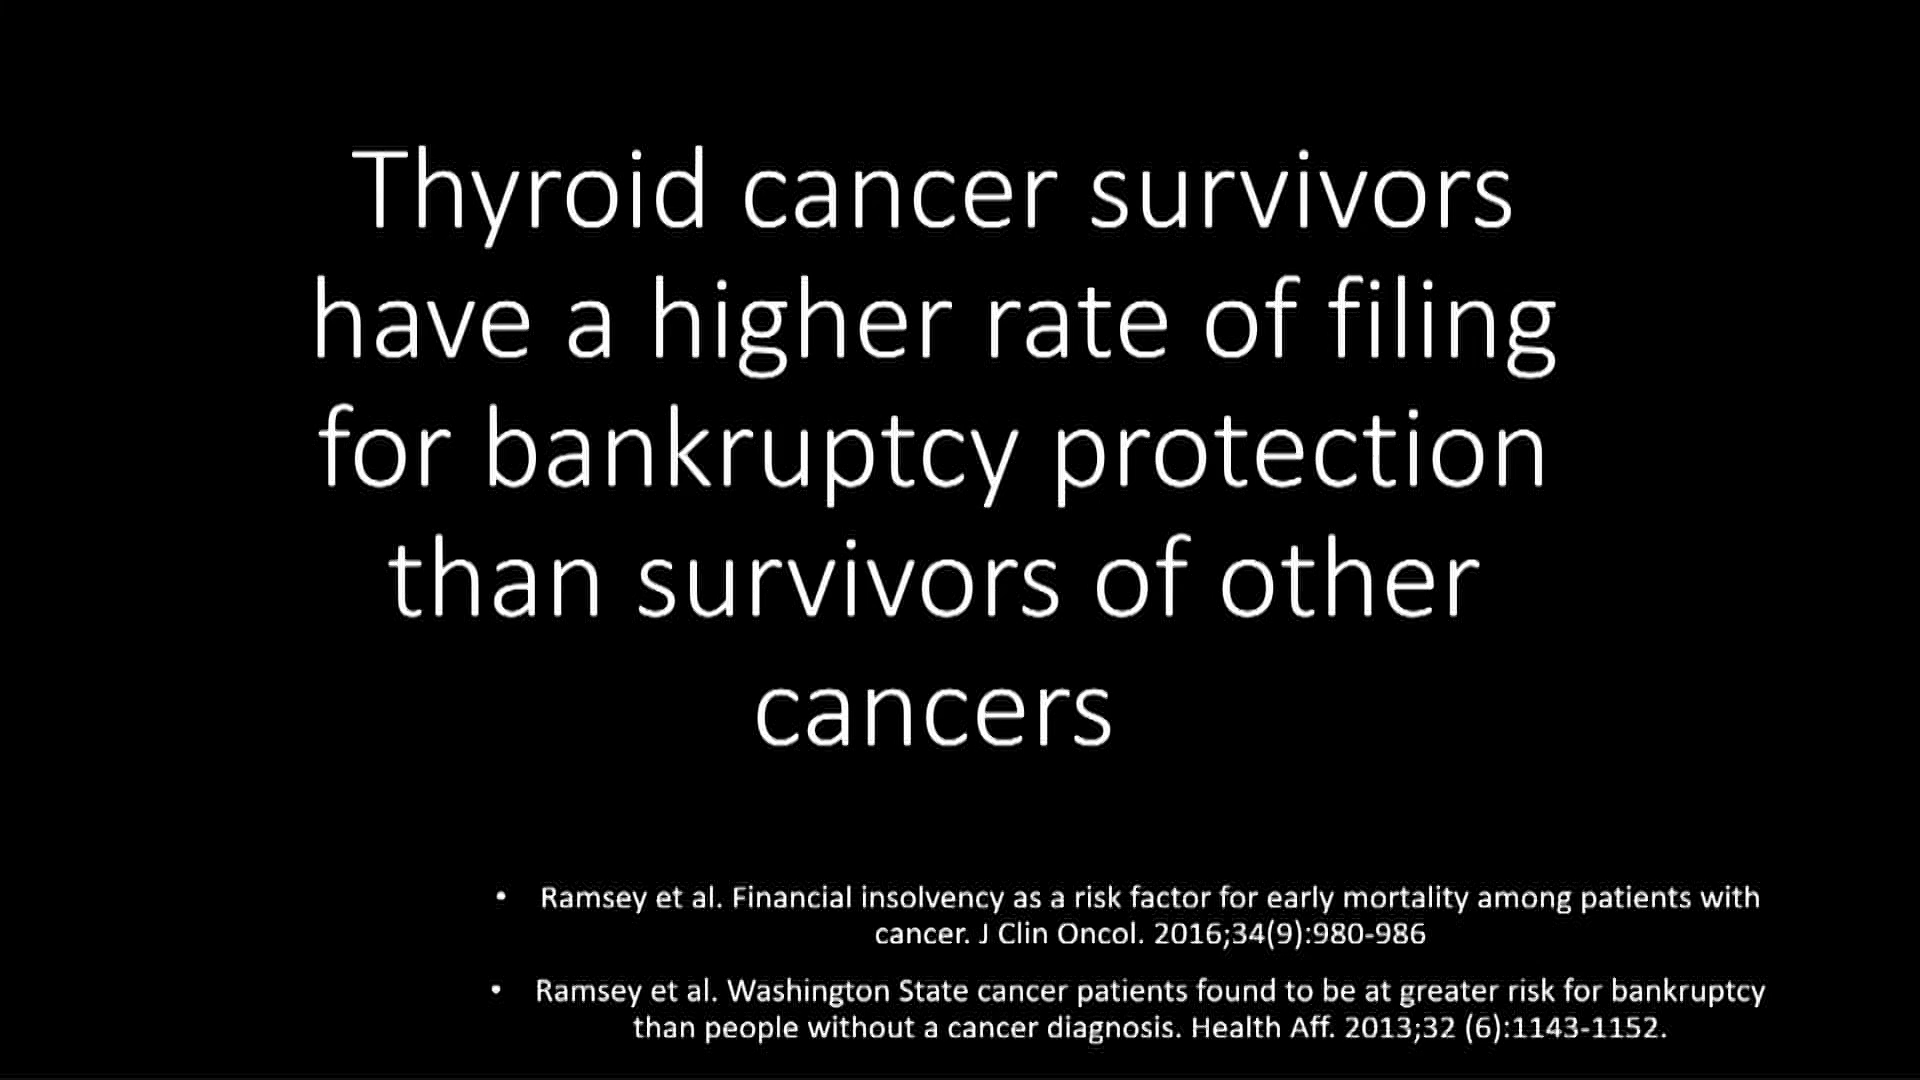 Thyroid cancer survivors
have a higher rate of filing
for bankruptcy protection
than survivors of other
cancers
• Ramsey et al. Financial insolvency as a risk factor for early mortality among patients with
cancer. J Clin Oncol. 2016;34(9):980-986
• Ramsey et al. Washington State cancer patients found to be at greater risk for bankruptcy
than people without a cancer diagnosis. Health Aff. 2013;32 (6):1143-1152.